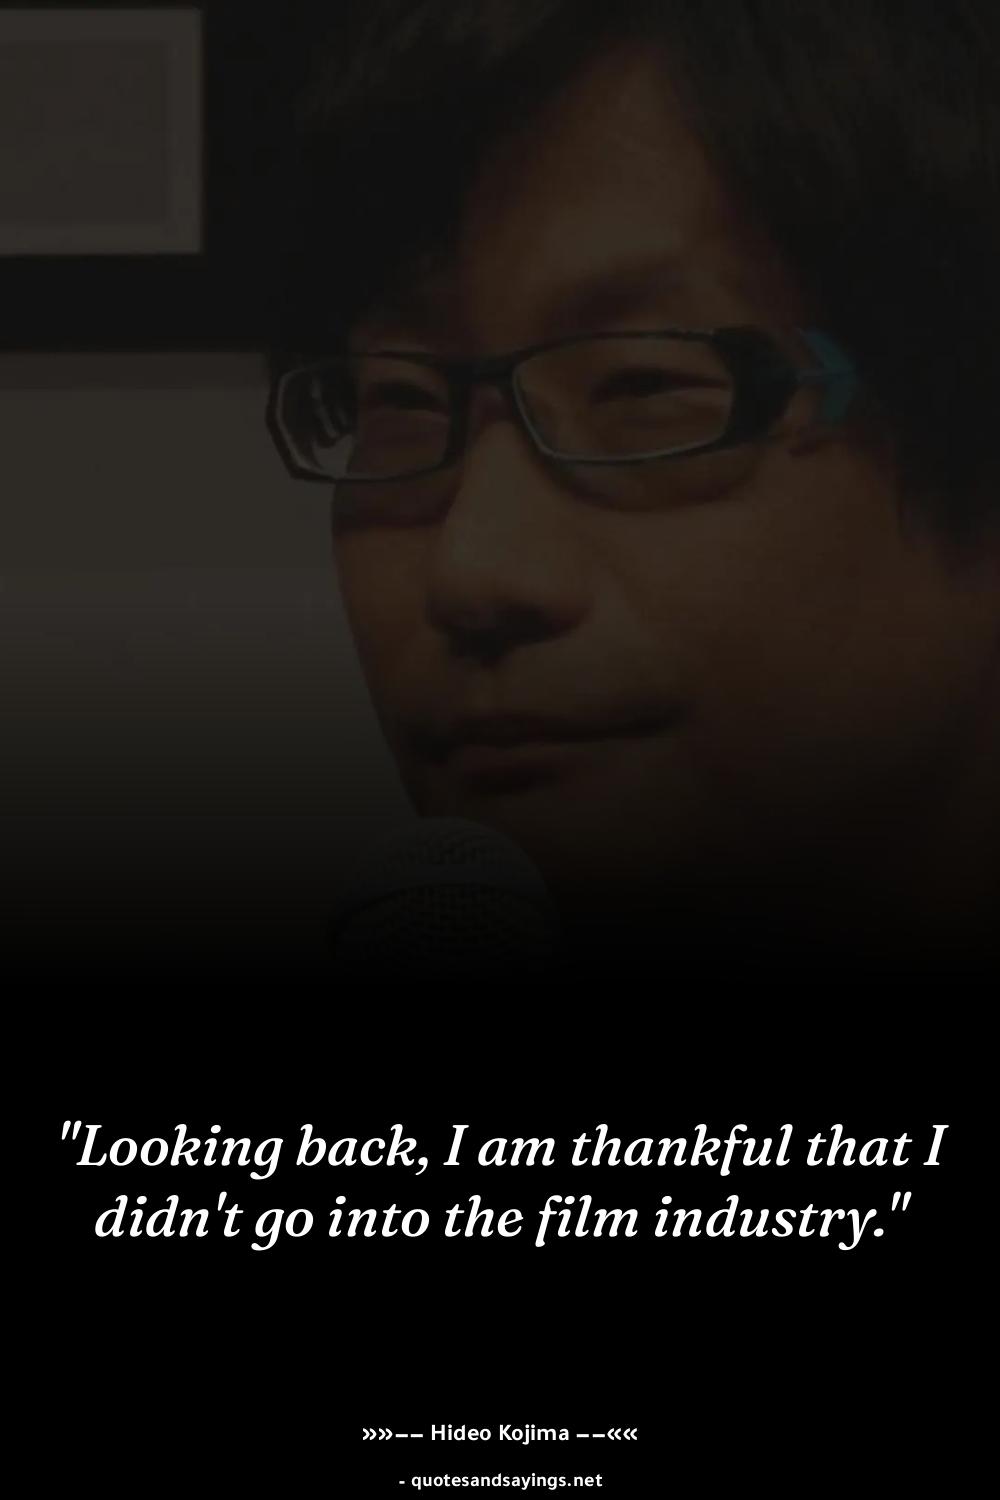 "Looking back, I am thankful that I
didn't go into the film industry."
»»−− Hideo Kojima −−««
- quotesandsayings.net